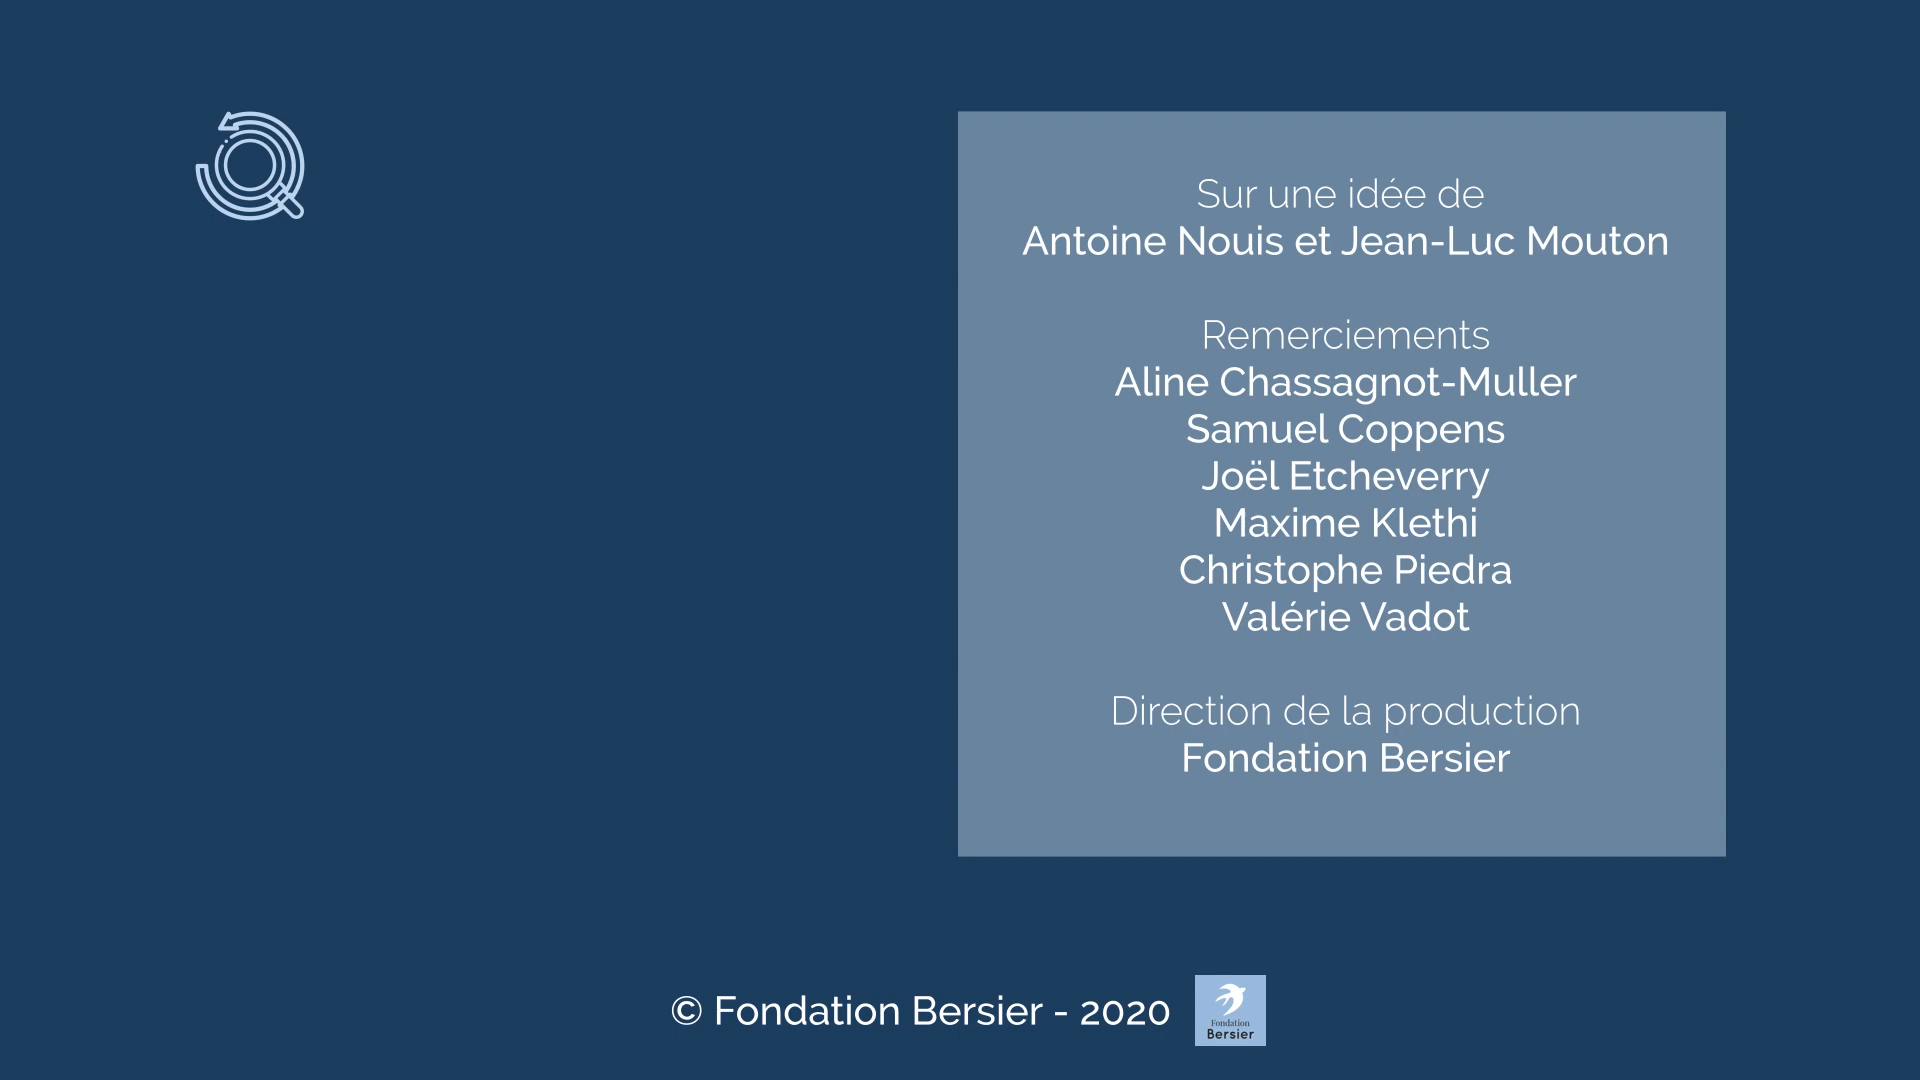 Sur une idée de
Antoine Nouis et Jean-Luc Mouton
Remerciements
Aline Chassagnot-Muller
Samuel Coppens
Joël Etcheverry
Maxime Klethi
Christophe Piedra
Valérie Vadot
Direction de la production
Fondation Bersier
© Fondation Bersier - 2020
Fondation
Bersier